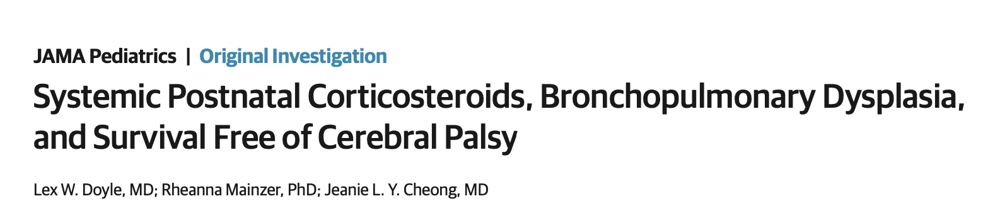 JAMA Pediatrics | Original Investigation
Systemic Postnatal Corticosteroids, Bronchopulmonary Dysplasia,
and Survival Free of Cerebral Palsy
Lex W. Doyle, MD; Rheanna Mainzer, PhD; Jeanie L. Y. Cheong, MD